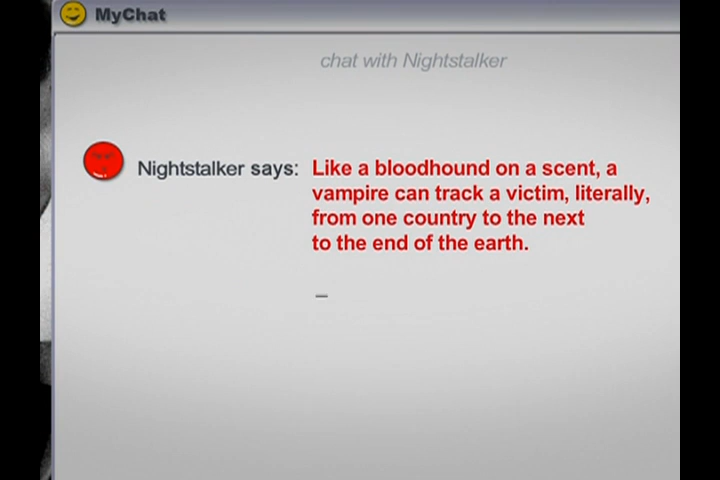 MyChat
chat with Nightstalker
Nightstalker says: Like a bloodhound on a scent, a
vampire can track a victim, literally,
from one country to the next
to the end of the earth.
_